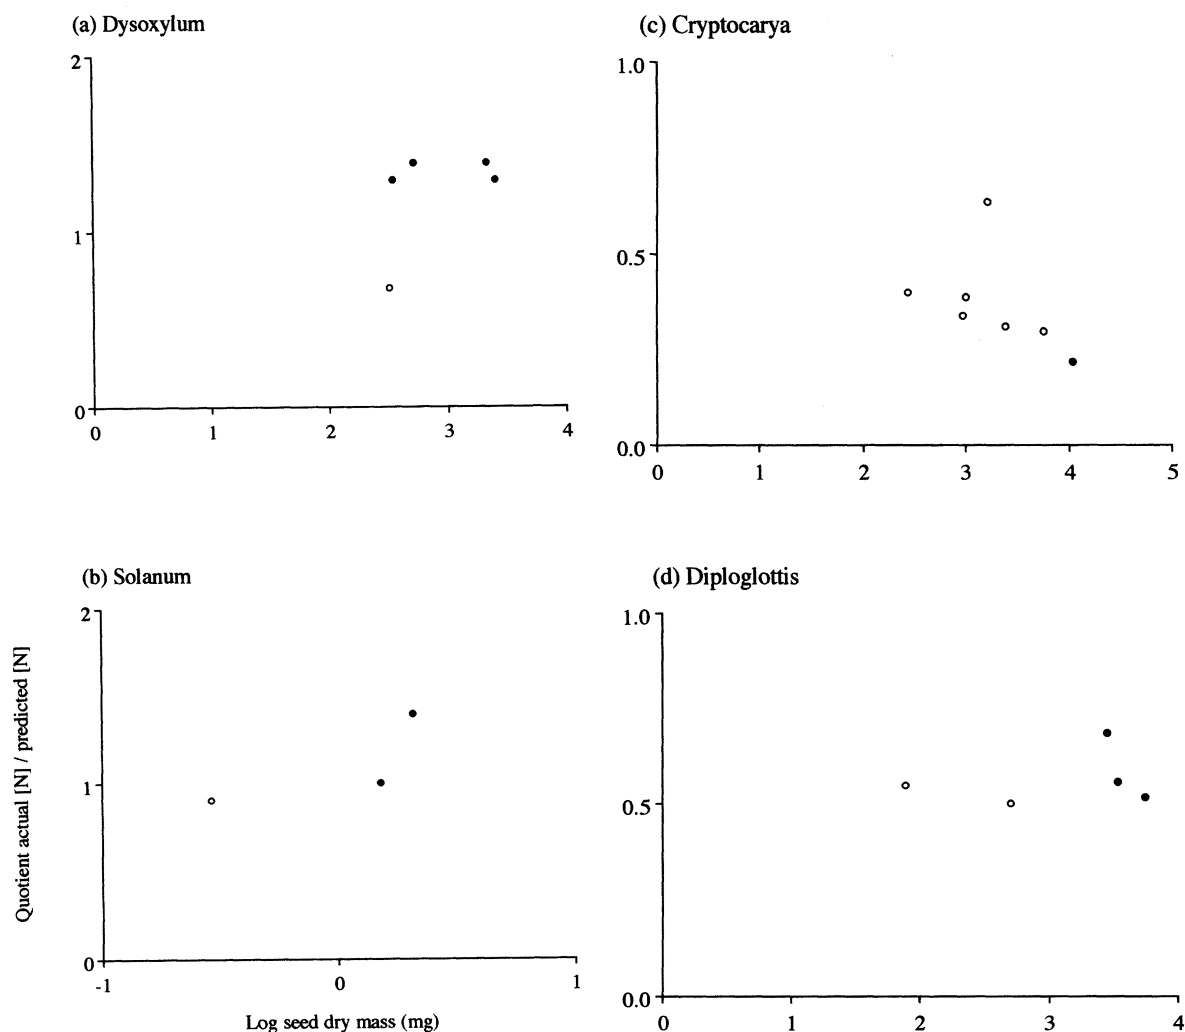 (a) Dysoxylum
2
1
0
0 1 2 3 4
(c) Cryptocarya
1.0
0.5
0.0
0 1 2 3 4 5
(b) Solanum
2
1
0
-1 0 1
Quotient actual [N] / predicted [N]
Log seed dry mass (mg)
(d) Diploglottis
1.0
0.5
0.0
0 1 2 3 4